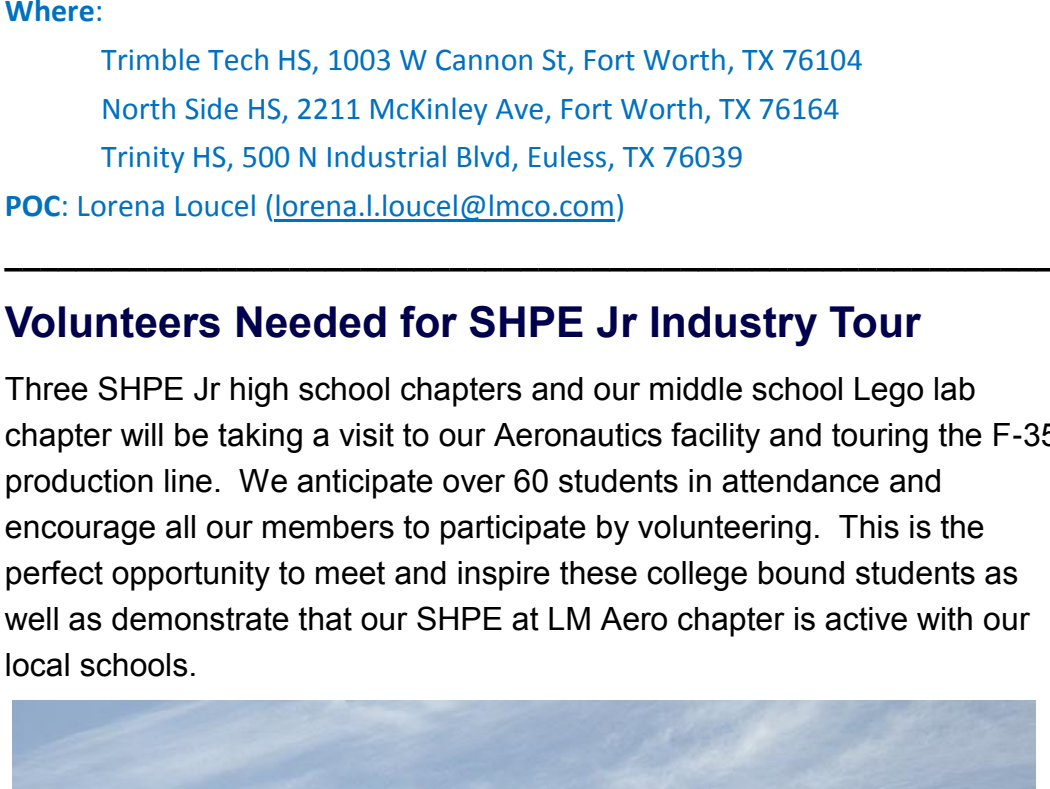 Where:
Trimble Tech HS, 1003 W Cannon St, Fort Worth, TX 76104
North Side HS, 2211 McKinley Ave, Fort Worth, TX 76164
Trinity HS, 500 N Industrial Blvd, Euless, TX 76039
POC: Lorena Loucel (lorena.l.loucel@lmco.com)
Volunteers Needed for SHPE Jr Industry Tour
Three SHPE Jr high school chapters and our middle school Lego lab
chapter will be taking a visit to our Aeronautics facility and touring the F-35
production line.  We anticipate over 60 students in attendance and
encourage all our members to participate by volunteering.  This is the
perfect opportunity to meet and inspire these college bound students as
well as demonstrate that our SHPE at LM Aero chapter is active with our
local schools.